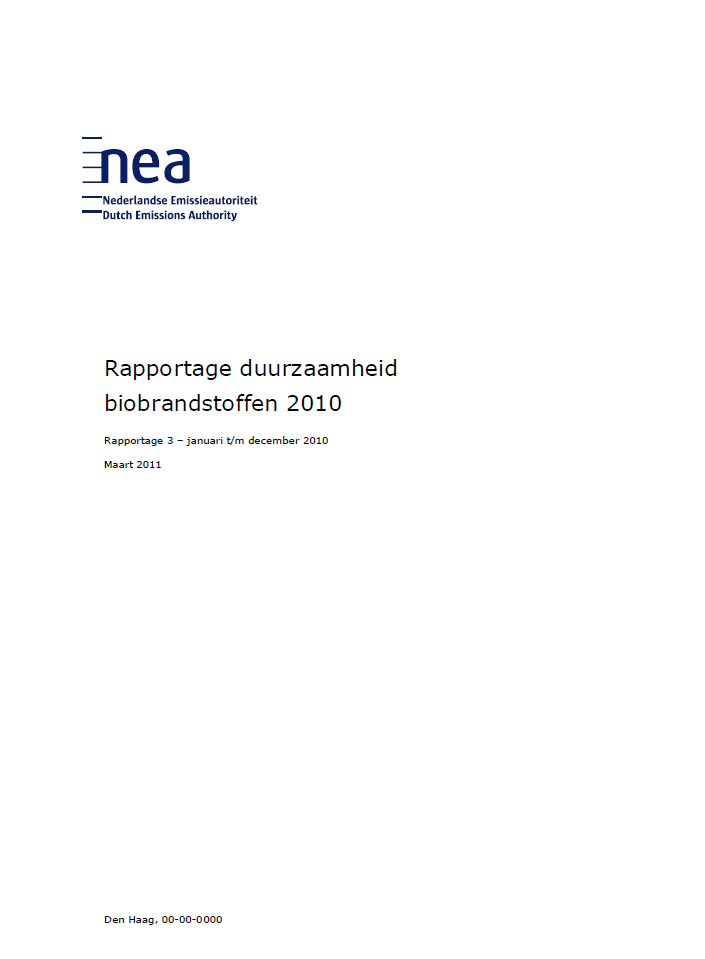 nea
Nederlandse Emissieautoriteit
Dutch Emissions Authority
Rapportage duurzaamheid
biobrandstoffen 2010
Rapportage 3 – januari t/m december 2010
Maart 2011
Den Haag, 00-00-0000